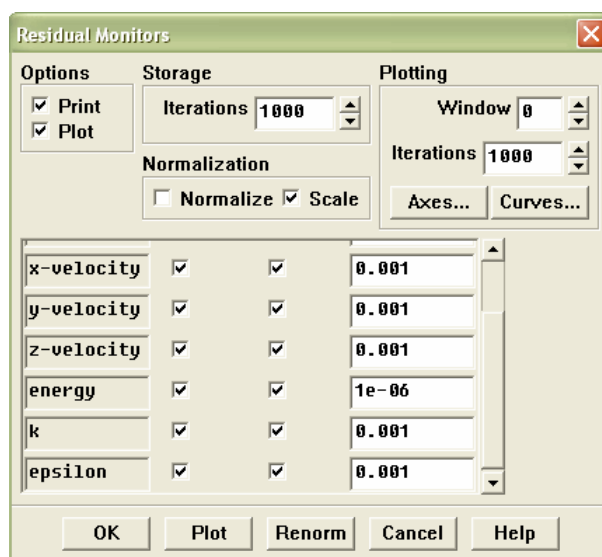 Residual Monitors
Options Storage Plotting
Print Iterations 1000 Window 0
Plot
Normalization Iterations 1000
Normalize Scale Axes... Curves...
x-velocity 0.001
y-velocity 0.001
z-velocity 0.001
energy 1e-06
k 0.001
epsilon 0.001
OK Plot Renorm Cancel Help